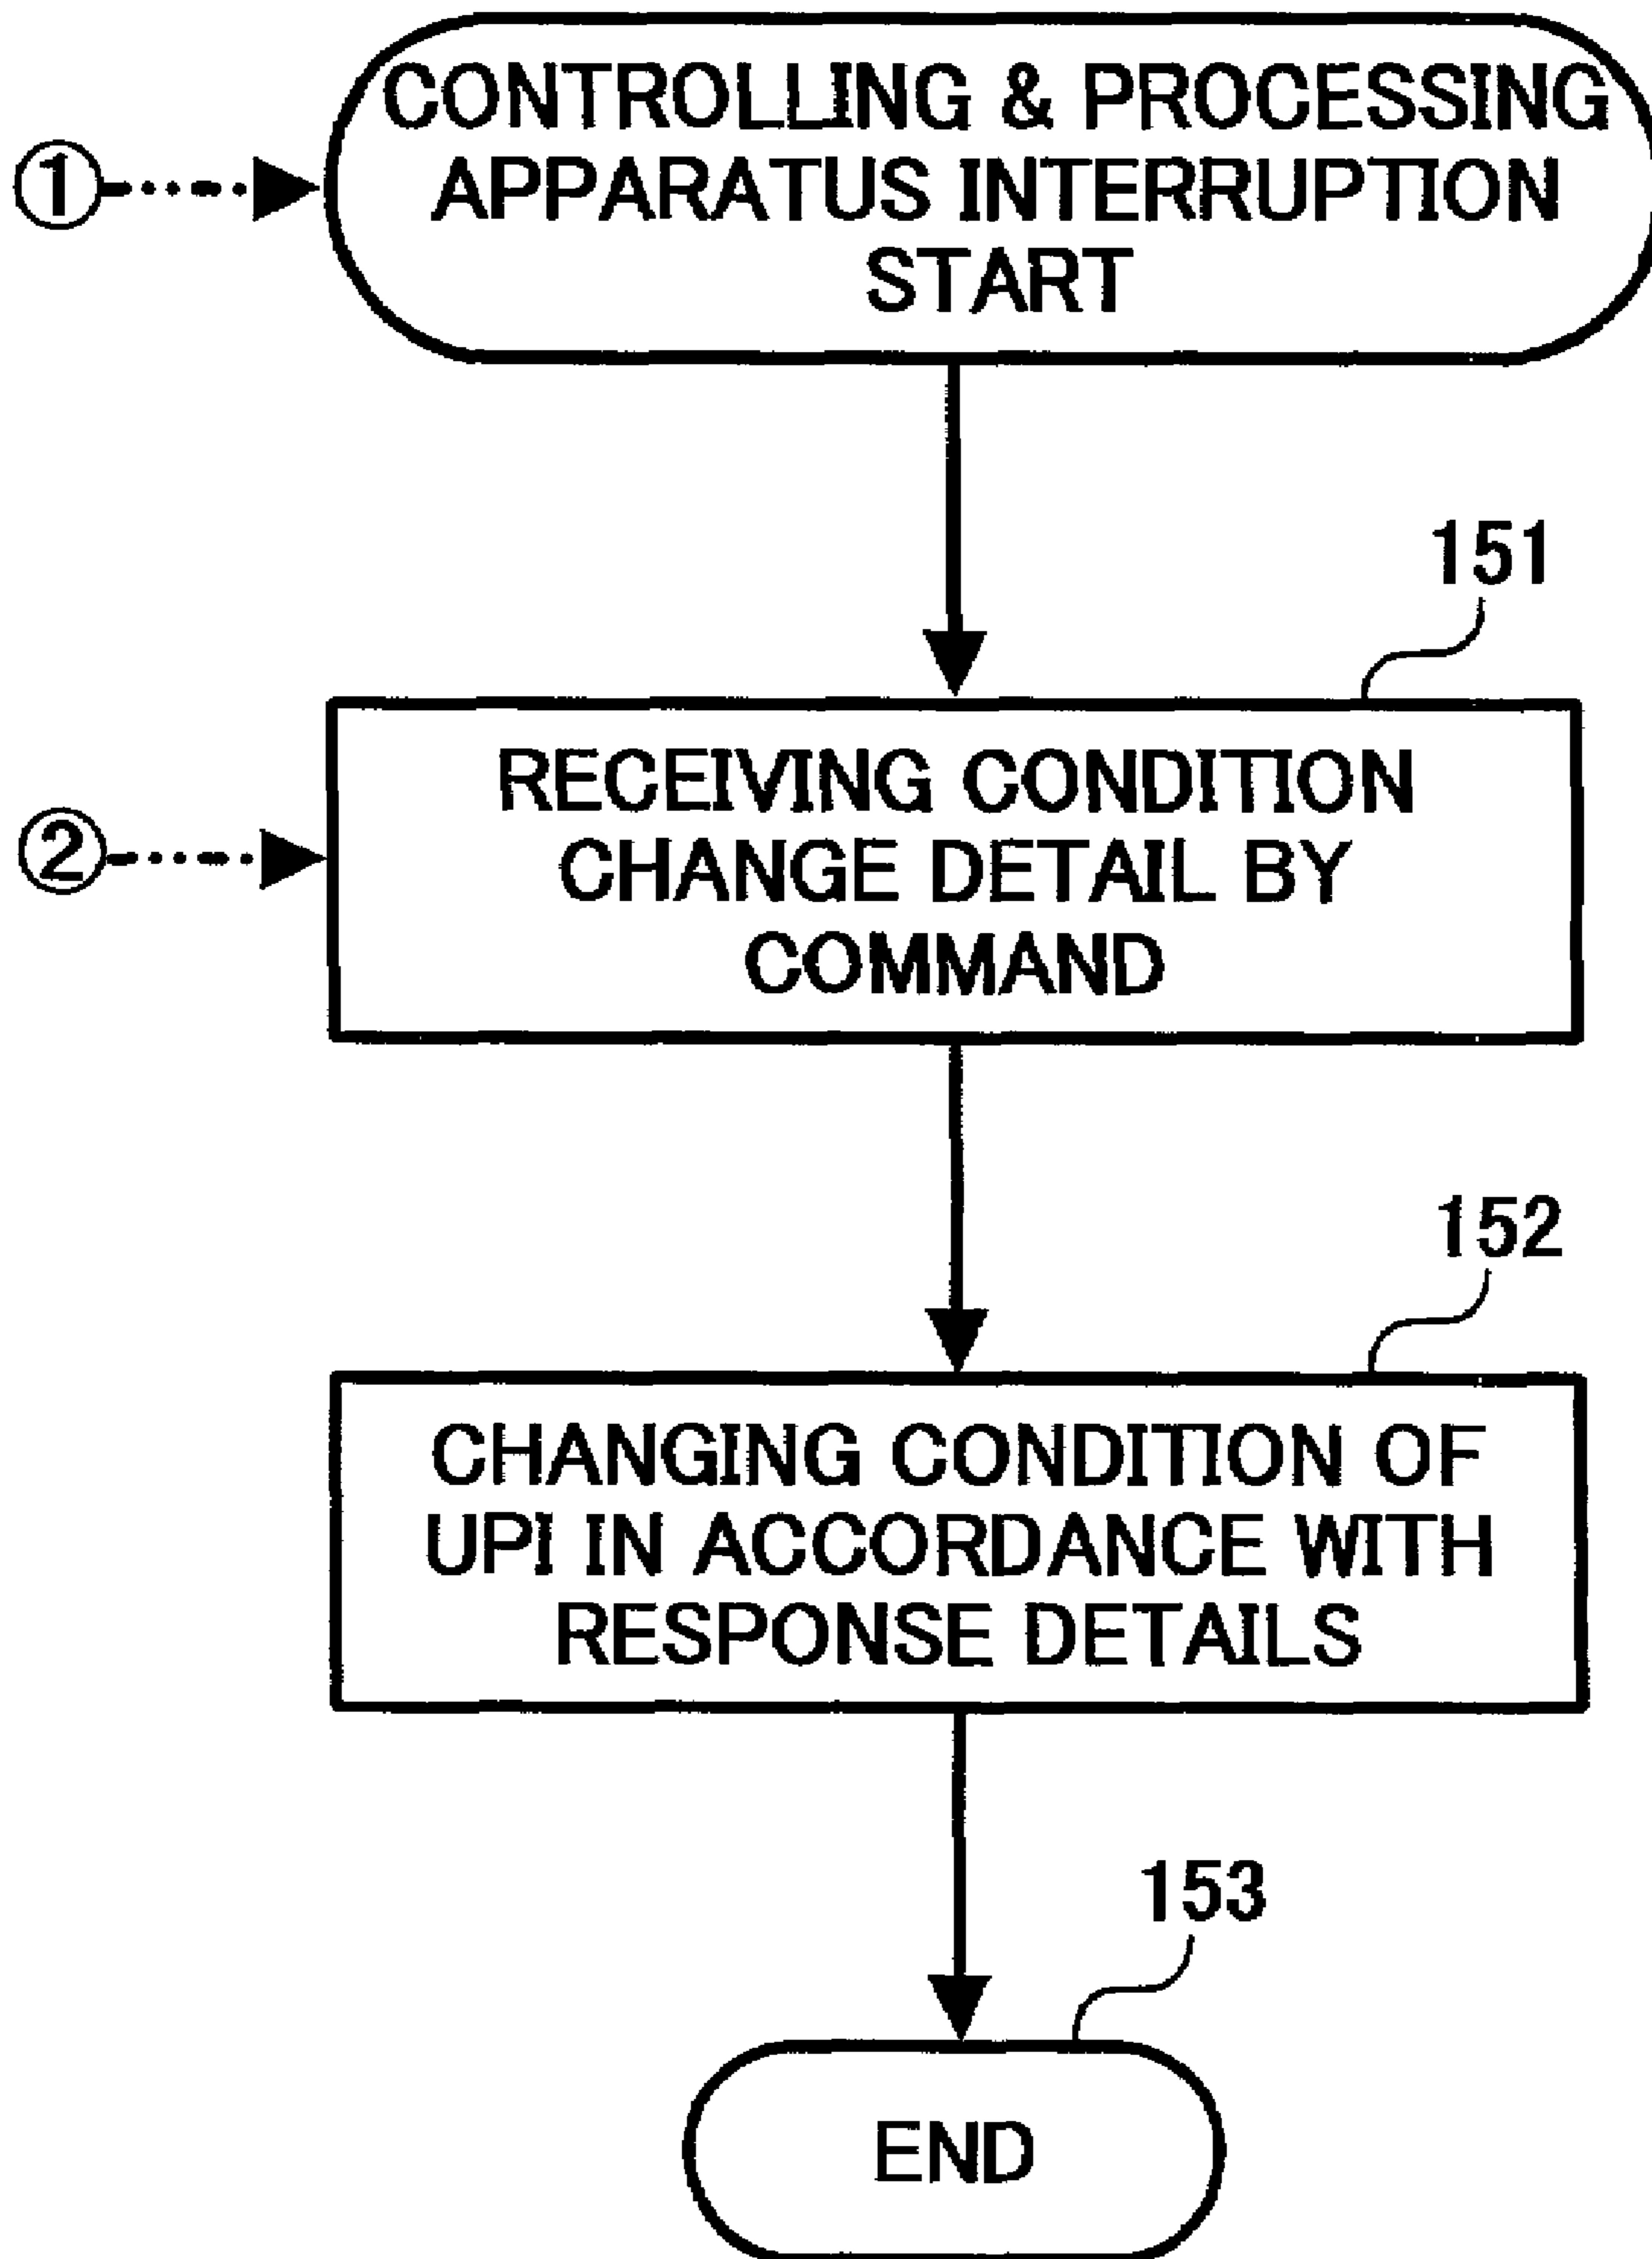 CONTROLLING & PROCESSING
APPARATUS INTERRUPTION
START
①
151
RECEIVING CONDITION
CHANGE DETAIL BY
COMMAND
②
152
CHANGING CONDITION OF
UPI IN ACCORDANCE WITH
RESPONSE DETAILS
153
END